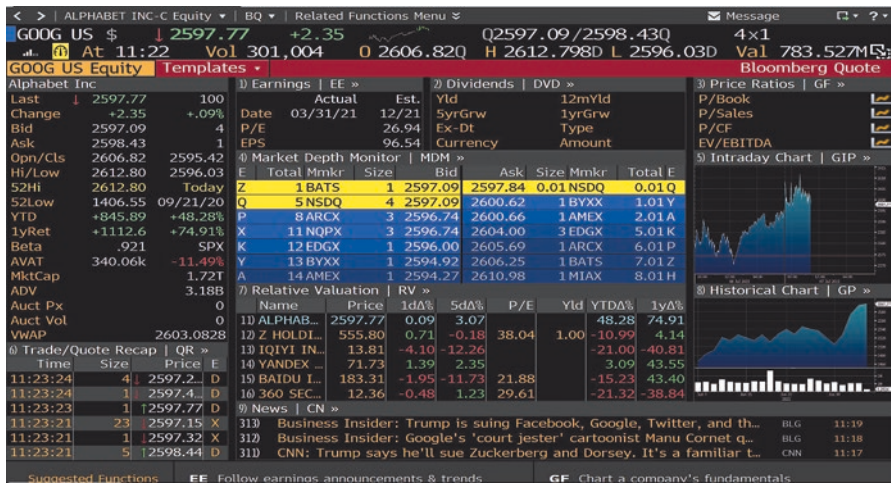 < > ALPHABET INC-C Equity ▾ | BQ ▾ | Related Functions Menu Message ?
GOOG US $ ↓ 2597.77 +2.35 Q2597.09/2598.43Q 4×1
At 11:22 Vol 301,004 O 2606.82Q H 2612.798D L 2596.03D Val 783.527M
GOOG US Equity Templates ▾ Bloomberg Quote
Alphabet Inc
Last ↓ 2597.77 100
Change +2.35 +.09%
Bid 2597.09 4
Ask 2598.43 1
Opn/Cls 2606.82 2595.42
Hi/Low 2612.80 2596.03
52Hi 2612.80 Today
52Low 1406.55 09/21/20
YTD +845.89 +48.28%
1yRet +1112.6 +74.91%
Beta .921 SPX
AVAT 340.06k -11.49%
MktCap 1.72T
ADV 3.18B
Auct Px 0
Auct Vol 0
VWAP 2603.0828
6) Trade/Quote Recap | QR »
Time Size Price E
11:23:24 4 ↓ 2597.2... D
11:23:24 1 2597.4... D
11:23:23 1 ↑2597.77 D
11:23:21 23 ↓2597.15 X
11:23:21 1 ↓2597.32 X
11:23:21 5 ↑2598.44 D
1) Earnings | EE »
Actual Est.
Date 03/31/21 12/21
P/E 26.94
EPS 96.54
2) Dividends | DVD »
Yld 12mYld
5yrGrw 1yrGrw
Ex-Dt Type
Currency Amount
3) Price Ratios | GF »
P/Book
P/Sales
P/CF
EV/EBITDA
4) Market Depth Monitor | MDM »
E Total Mmkr Size Bid Ask Size Mmkr Total E
Z 1 BATS 1 2597.09 2597.84 0.01 NSDQ 0.01 Q
Q 5 NSDQ 4 2597.09 2600.62 1 BYXX 1.01 Y
P 8 ARCX 3 2596.74 2600.66 1 AMEX 2.01 A
X 11 NQPX 3 2596.74 2604.00 3 EDGX 5.01 K
K 12 EDGX 1 2596.00 2605.69 1 ARCX 6.01 P
Y 13 BYXX 1 2594.92 2606.25 1 BATS 7.01 Z
A 14 AMEX 1 2594.27 2610.98 1 MIAX 8.01 H
5) Intraday Chart | GIP »
7) Relative Valuation | RV »
Name Price 1dΔ% 5dΔ% P/E Yld YTDΔ% 1yΔ%
11) ALPHAB... 2597.77 0.09 3.07 48.28 74.91
12) Z HOLDI... 555.80 0.71 -0.18 38.04 1.00 -10.99 4.14
13) IQIYI IN... 13.81 -4.10 -12.26 -21.00 -40.81
14) YANDEX ... 71.73 1.39 2.35 3.09 43.55
15) BAIDU I... 183.31 -1.95 -11.73 21.88 -15.23 43.40
16) 360 SEC... 12.36 -0.48 1.23 29.61 -21.32 -38.84
8) Historical Chart | GP »
9) News | CN »
313) Business Insider: Trump is suing Facebook, Google, Twitter, and th... BLG 11:19
312) Business Insider: Google's 'court jester' cartoonist Manu Cornet q... BLG 11:18
311) CNN: Trump says he'll sue Zuckerberg and Dorsey. It's a familiar t... CNN 11:17
Suggested Functions EE Follow earnings announcements & trends GF Chart a company's fundamentals